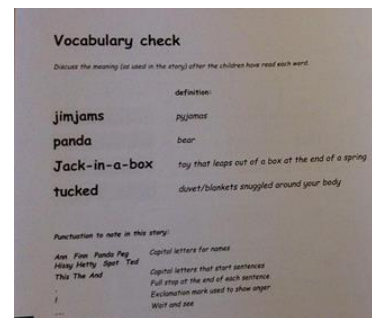 Vocabulary check
Discuss the meaning (as used in the story) after the children have read each word.
definition:
jimjams pyjamas
panda bear
Jack-in-a-box toy that leaps out of a box at the end of a spring
tucked duvet/blankets snuggled around your body
Punctuation to note in this story:
Ann Finn Panda Peg Capital letters for names
Hissy Hetty Spot Ted
This The And Capital letters that start sentences
. Full stop at the end of each sentence
! Exclamation mark used to show anger
... Wait and see